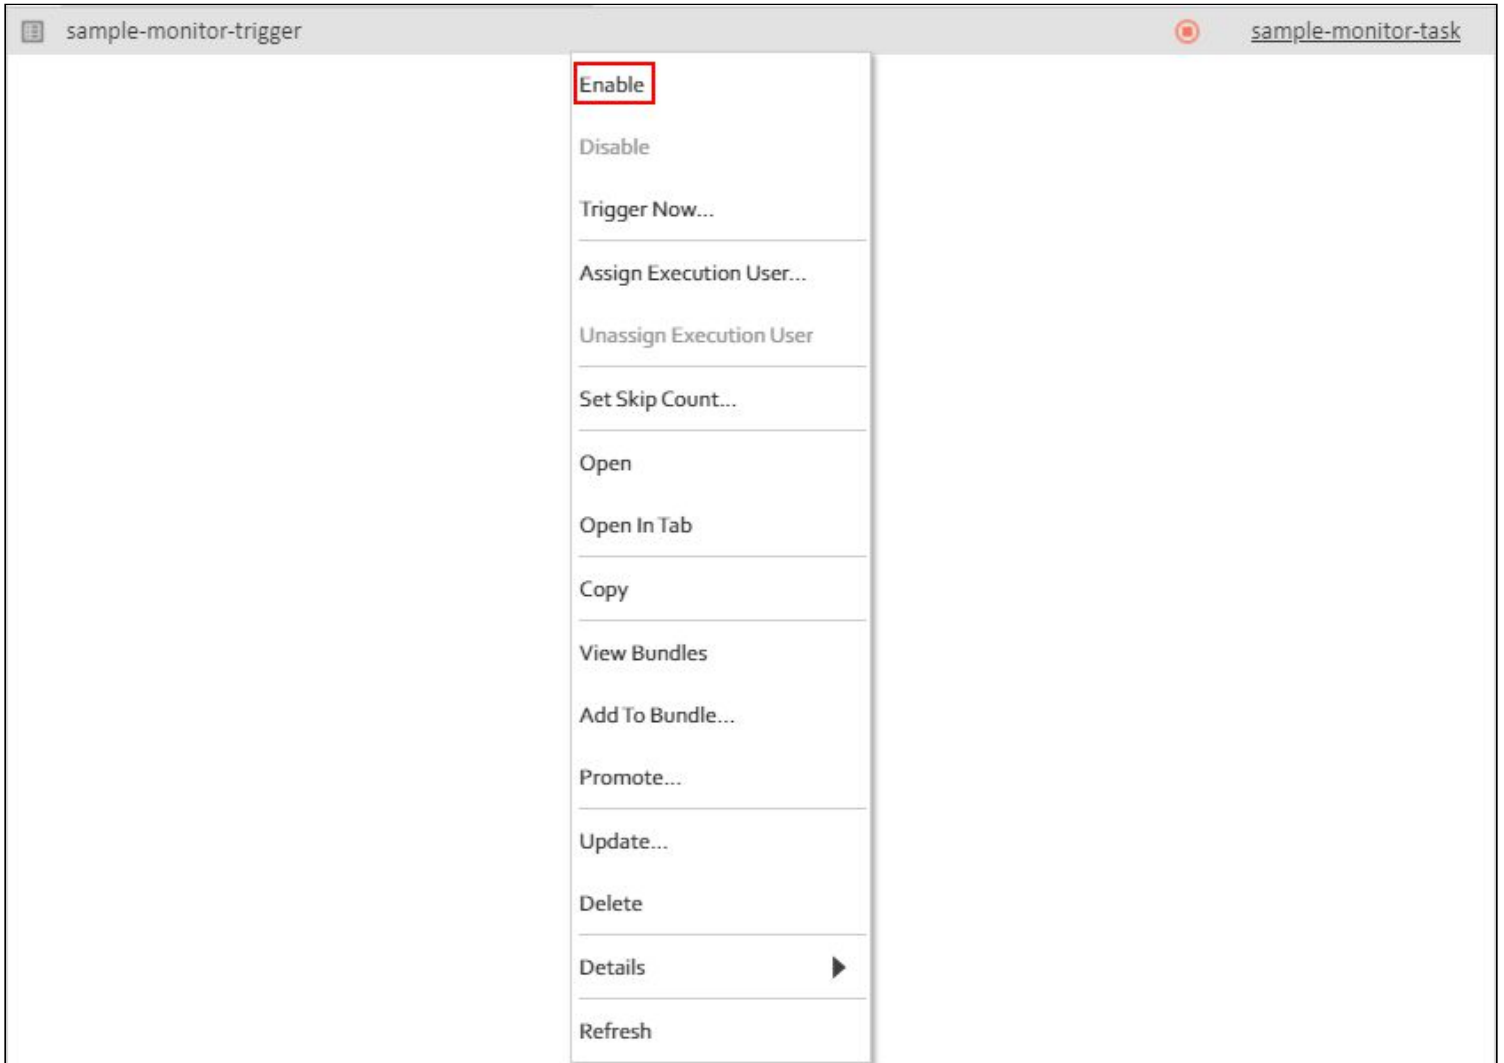 sample-monitor-trigger sample-monitor-task
Enable
Disable
Trigger Now...
Assign Execution User...
Unassign Execution User
Set Skip Count...
Open
Open In Tab
Copy
View Bundles
Add To Bundle...
Promote...
Update...
Delete
Details
Refresh